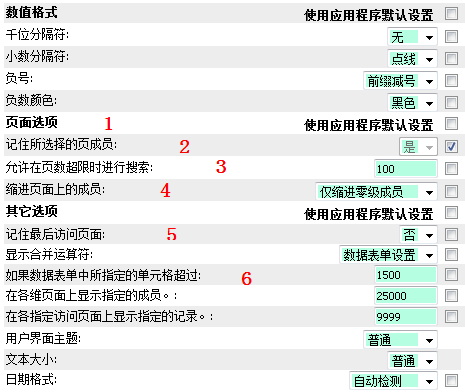 数值格式 使用应用程序默认设置
千位分隔符: 无
小数分隔符: 点线
负号: 前缀减号
负数颜色: 黑色
页面选项 1 使用应用程序默认设置
记住所选择的页成员: 2 是
允许在页数超限时进行搜索: 3 100
缩进页面上的成员: 4 仅缩进零级成员
其它选项 使用应用程序默认设置
记住最后访问页面: 5 否
显示合并运算符: 数据表单设置
如果数据表单中所指定的单元格超过: 6 1500
在各维页面上显示指定的成员。: 25000
在各指定访问页面上显示指定的记录。: 9999
用户界面主题: 普通
文本大小: 普通
日期格式: 自动检测